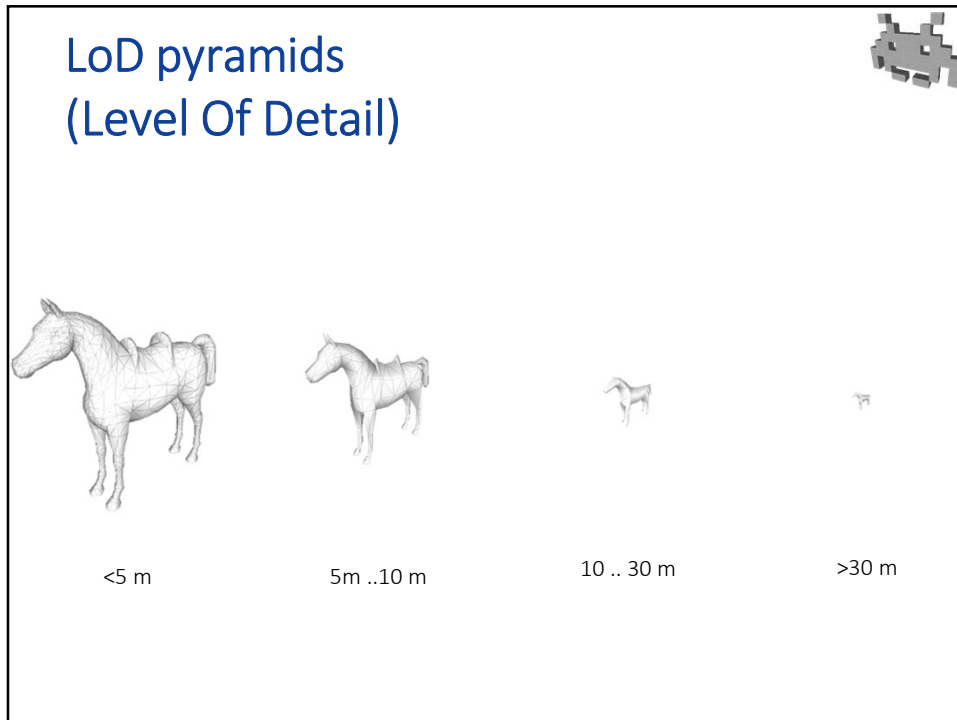 LoD pyramids
(Level Of Detail)
<5 m
5m ..10 m
10 .. 30 m
>30 m